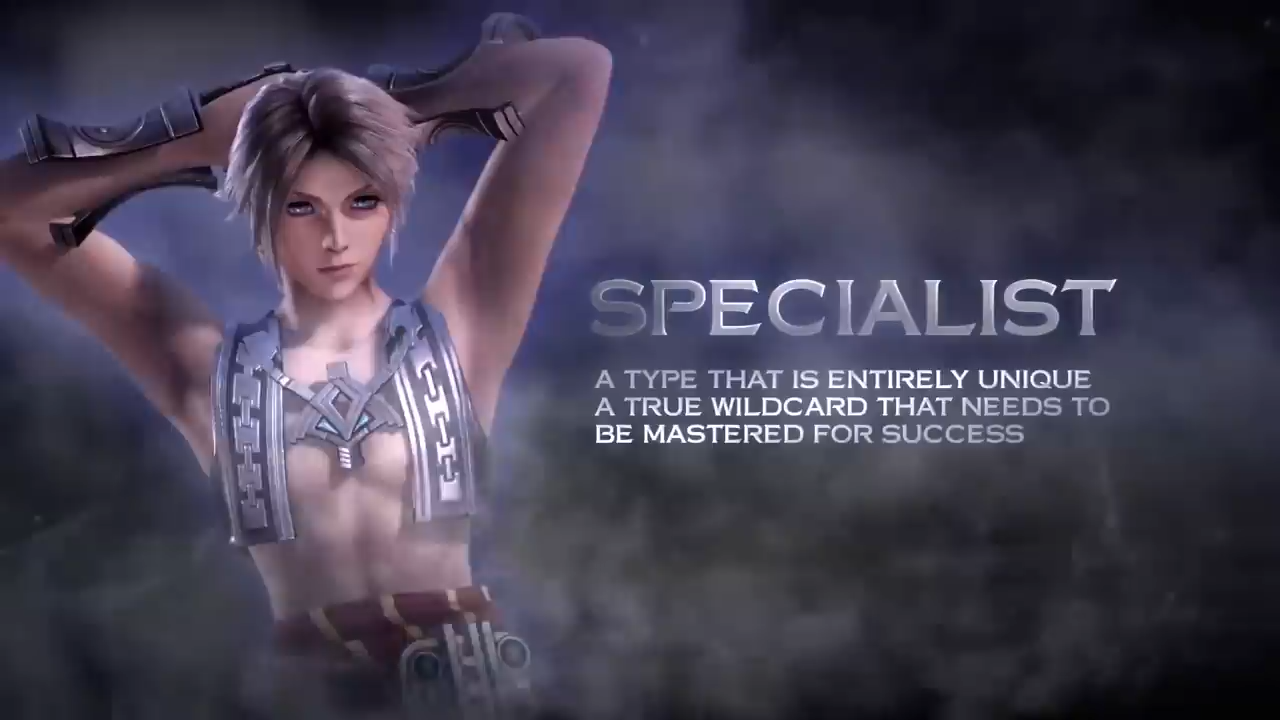 SPECIALIST
A TYPE THAT IS ENTIRELY UNIQUE
A TRUE WILDCARD THAT NEEDS TO
BE MASTERED FOR SUCCESS